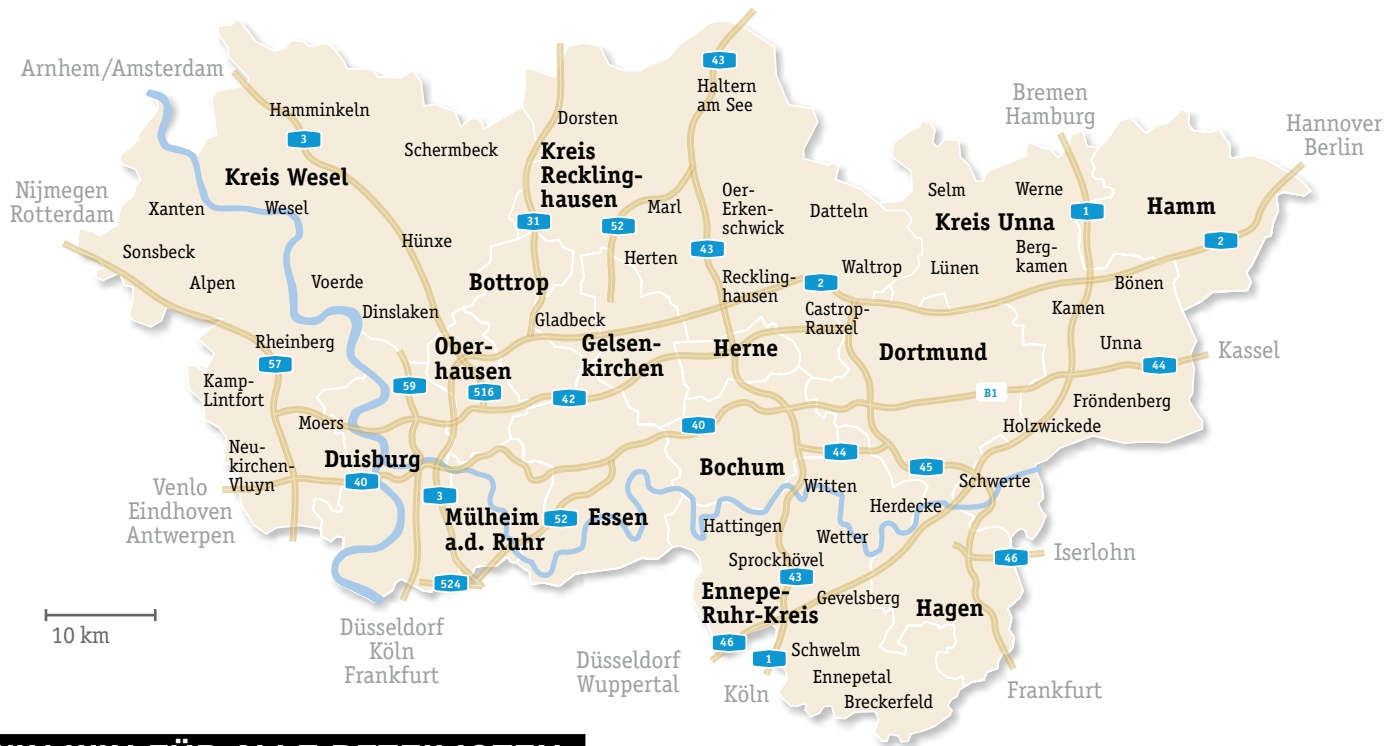 43
Arnhem/Amsterdam
Haltern
am See
Bremen
Hamburg
Hamminkeln
Dorsten
Hannover
Berlin
3
Schermbeck
Kreis
Reckling-
hausen
Kreis Wesel
Nijmegen
Rotterdam
Xanten
Wesel
Oer-
Erken-
schwick
Marl
Datteln
Selm
Werne
Kreis Unna
1
Hamm
31
52
43
2
Sonsbeck
Hünxe
Herten
Berg-
kamen
Alpen
Voerde
Bottrop
Reckling-
hausen
2
Waltrop
Lünen
Bönen
Dinslaken
Gladbeck
Castrop-
Rauxel
Kamen
Rheinberg
Ober-
hausen
Gelsen-
kirchen
Herne
Dortmund
Unna
Kassel
57
44
Kamp-
Lintfort
59
516
42
B1
Fröndenberg
Moers
40
Holzwickede
Neu-
kirchen-
Vluyn
Duisburg
40
Bochum
44
45
Schwerte
Venlo
Eindhoven
Antwerpen
3
Witten
Herdecke
Mülheim
a.d. Ruhr
52
Essen
Hattingen
Wetter
Sprockhövel
46
Iserlohn
524
43
Ennepe-
Ruhr-Kreis
Gevelsberg
Hagen
10 km
Düsseldorf
Köln
Frankfurt
46
1
Schwelm
Düsseldorf
Wuppertal
Köln
Ennepetal
Breckerfeld
Frankfurt